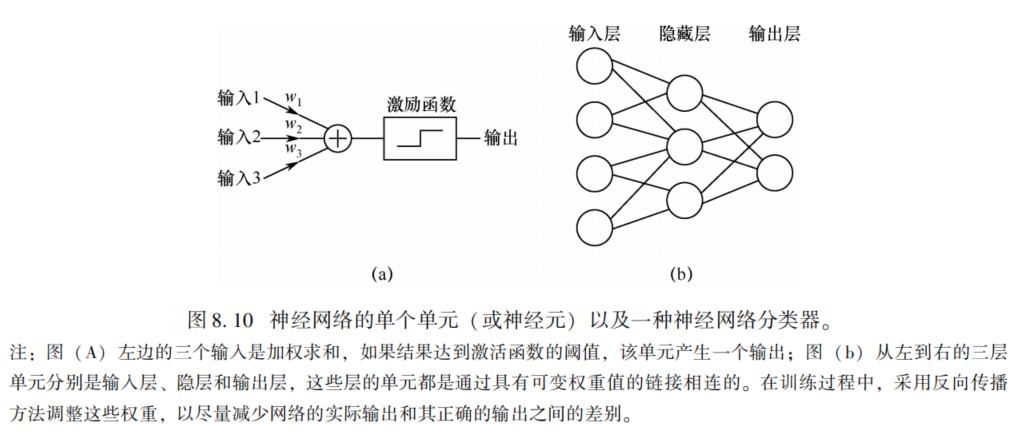 输入层 隐藏层 输出层
输入1
w1
激励函数
输入2
w2
输出
w3
输入3
(a) (b)
图 8.10 神经网络的单个单元（或神经元）以及一种神经网络分类器。
注：图（A）左边的三个输入是加权求和，如果结果达到激活函数的阈值，该单元产生一个输出；图（b）从左到右的三层
单元分别是输入层、隐层和输出层，这些层的单元都是通过具有可变权重值的链接相连的。在训练过程中，采用反向传播
方法调整这些权重，以尽量减少网络的实际输出和其正确的输出之间的差别。